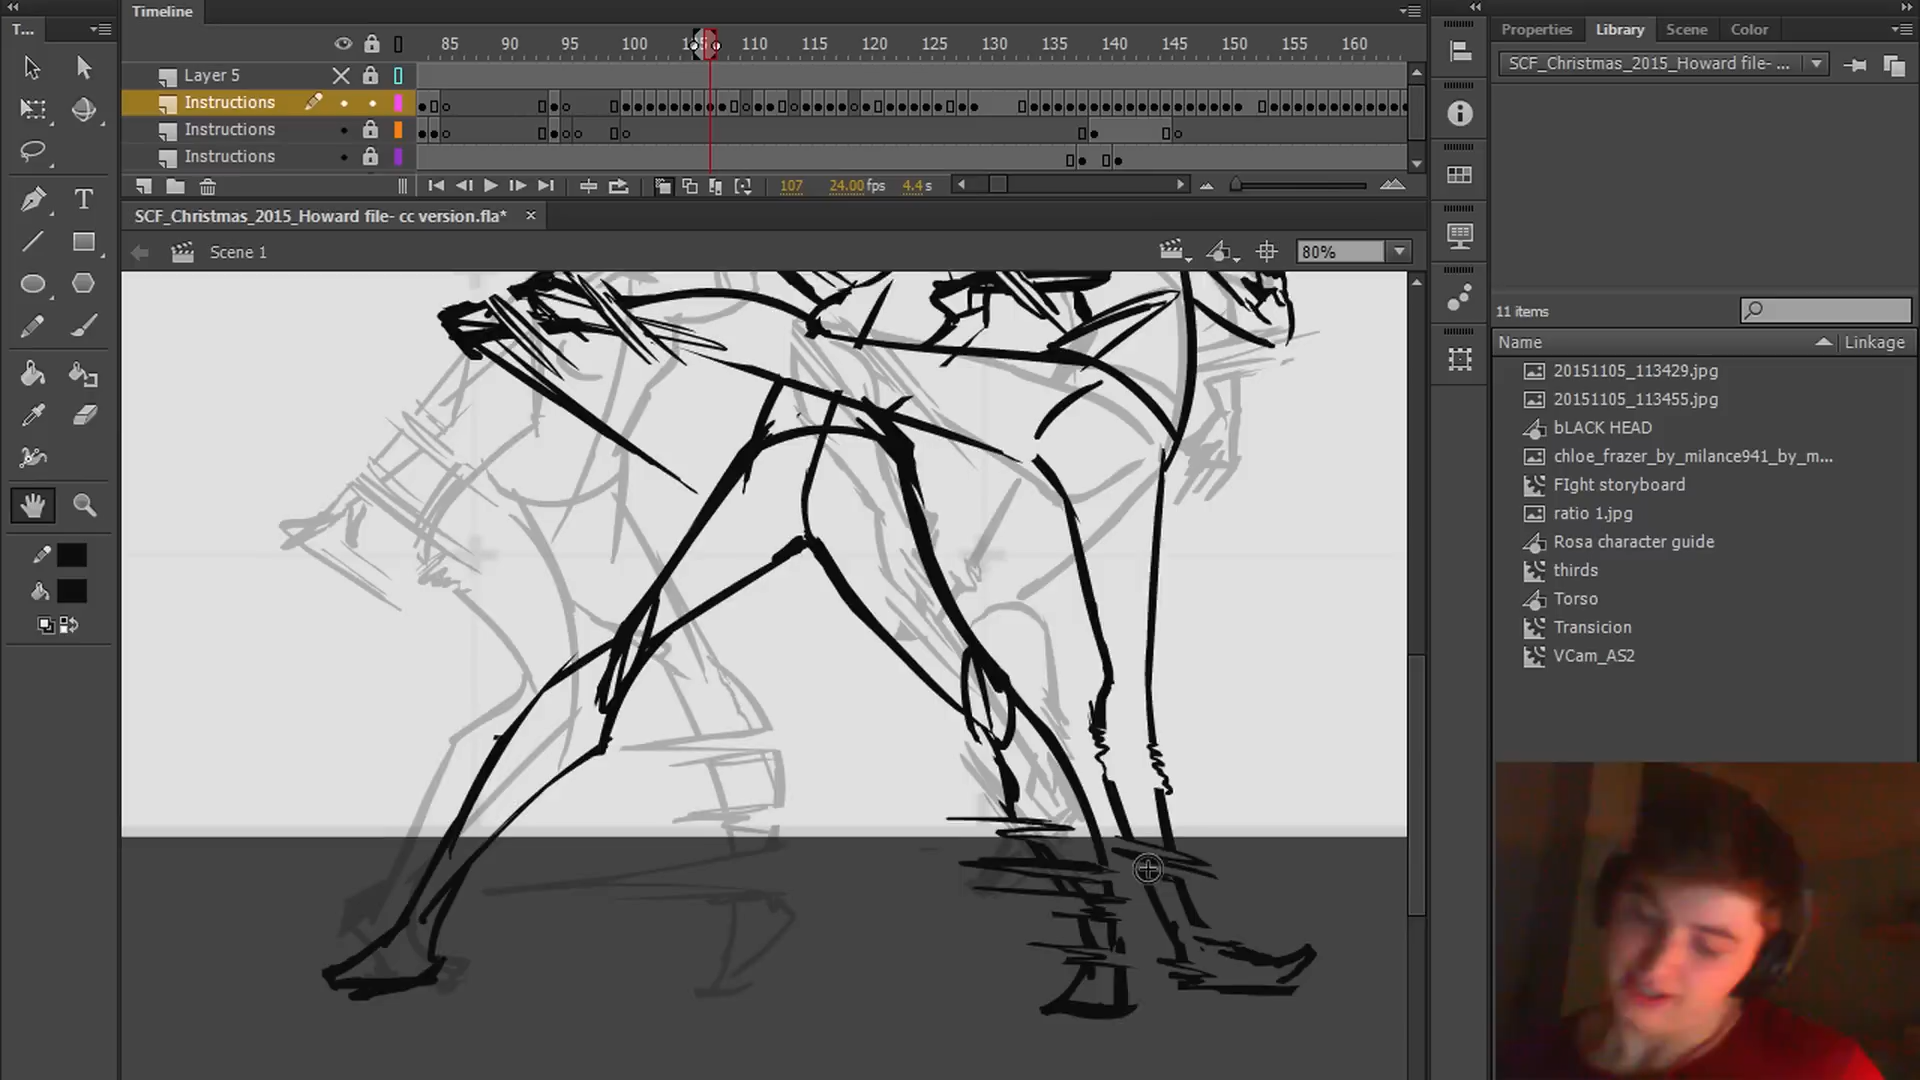 T...
Timeline
85 90 95 100 105 110 115 120 125 130 135 140 145 150 155 160
Layer 5
Instructions
Instructions
Instructions
107 24.00 fps 4.4 s
SCF_Christmas_2015_Howard file- cc version.fla*
Scene 1
80%
Properties Library Scene Color
SCF_Christmas_2015_Howard file- ...
11 items
Name Linkage
20151105_113429.jpg
20151105_113455.jpg
bLACK HEAD
chloe_frazer_by_milance941_by_m...
FIght storyboard
ratio 1.jpg
Rosa character guide
thirds
Torso
Transicion
VCam_AS2